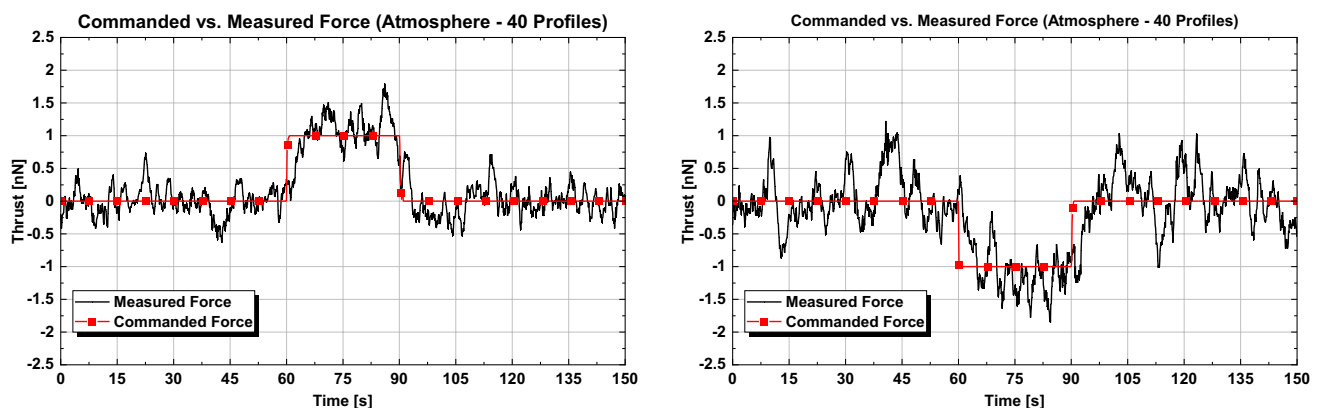 Commanded vs. Measured Force (Atmosphere - 40 Profiles)
2.5
2
1.5
1
0.5
0
-0.5
-1
-1.5
-2
-2.5
Thrust [nN]
Measured Force
Commanded Force
0 15 30 45 60 75 90 105 120 135 150
Time [s]
Commanded vs. Measured Force (Atmosphere - 40 Profiles)
2.5
2
1.5
1
0.5
0
-0.5
-1
-1.5
-2
-2.5
Thrust [nN]
Measured Force
Commanded Force
0 15 30 45 60 75 90 105 120 135 150
Time [s]